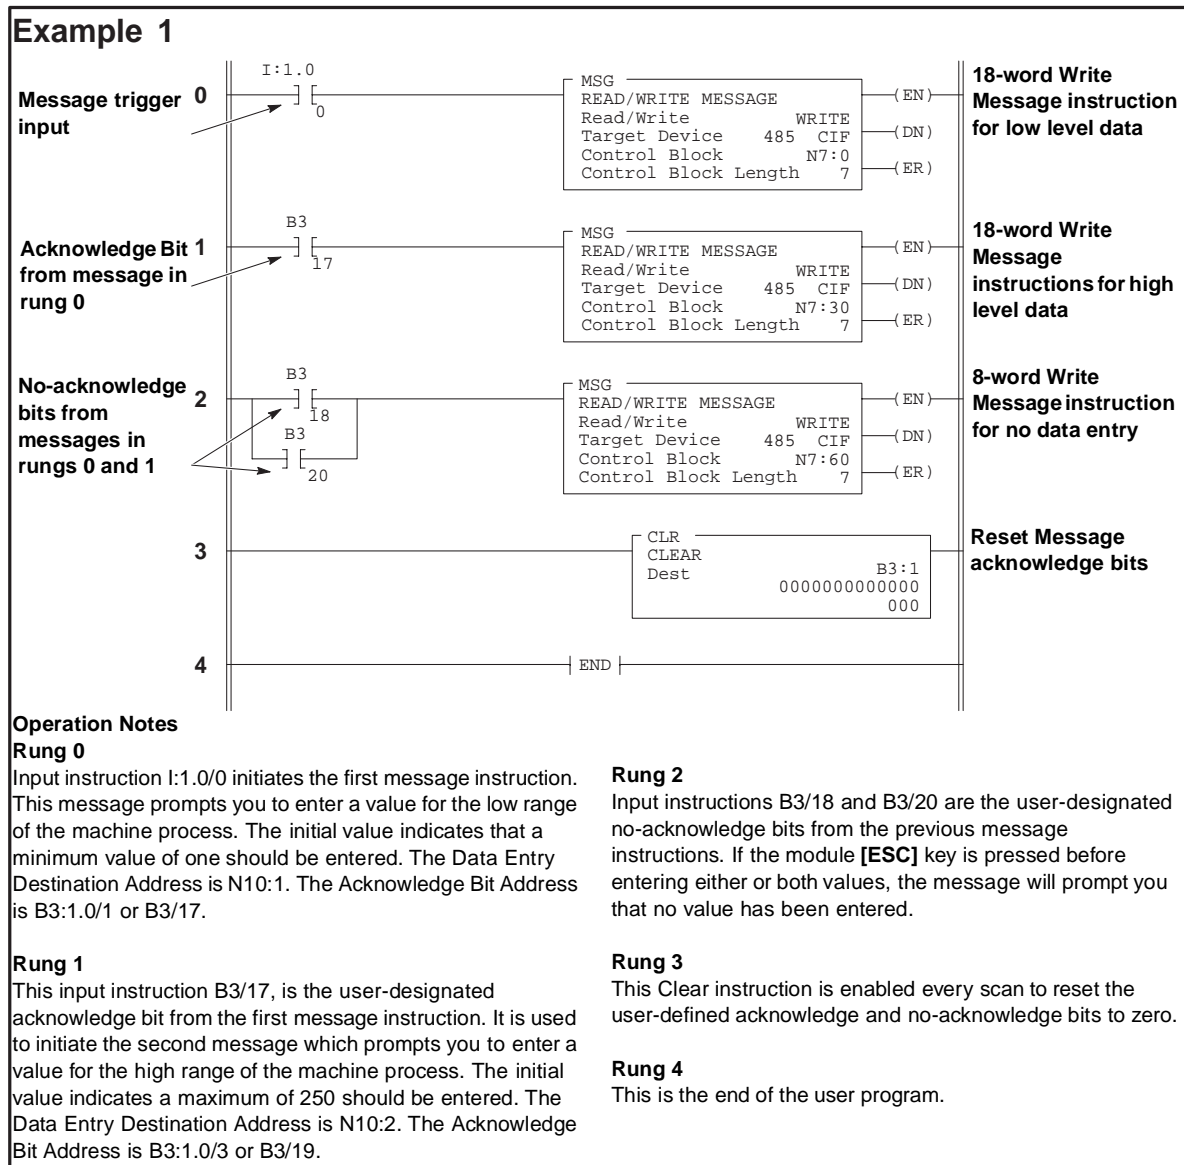 Example 1
Message trigger
input
0
I:1.0
] [
0
MSG
READ/WRITE MESSAGE
Read/Write WRITE
Target Device 485 CIF
Control Block N7:0
Control Block Length 7
(EN)
(DN)
(ER)
18-word Write
Message instruction
for low level data
Acknowledge Bit
from message in
rung 0
1
B3
] [
17
MSG
READ/WRITE MESSAGE
Read/Write WRITE
Target Device 485 CIF
Control Block N7:30
Control Block Length 7
(EN)
(DN)
(ER)
18-word Write
Message
instructions for high
level data
No-acknowledge
bits from
messages in
rungs 0 and 1
2
B3
] [
18
B3
] [
20
MSG
READ/WRITE MESSAGE
Read/Write WRITE
Target Device 485 CIF
Control Block N7:60
Control Block Length 7
(EN)
(DN)
(ER)
8-word Write
Message instruction
for no data entry
3
CLR
CLEAR
Dest B3:1
0000000000000
000
Reset Message
acknowledge bits
4
END
Operation Notes
Rung 0
Input instruction I:1.0/0 initiates the first message instruction.
This message prompts you to enter a value for the low range
of the machine process. The initial value indicates that a
minimum value of one should be entered. The Data Entry
Destination Address is N10:1. The Acknowledge Bit Address
is B3:1.0/1 or B3/17.
Rung 1
This input instruction B3/17, is the user-designated
acknowledge bit from the first message instruction. It is used
to initiate the second message which prompts you to enter a
value for the high range of the machine process. The initial
value indicates a maximum of 250 should be entered. The
Data Entry Destination Address is N10:2. The Acknowledge
Bit Address is B3:1.0/3 or B3/19.
Rung 2
Input instructions B3/18 and B3/20 are the user-designated
no-acknowledge bits from the previous message
instructions. If the module [ESC] key is pressed before
entering either or both values, the message will prompt you
that no value has been entered.
Rung 3
This Clear instruction is enabled every scan to reset the
user-defined acknowledge and no-acknowledge bits to zero.
Rung 4
This is the end of the user program.